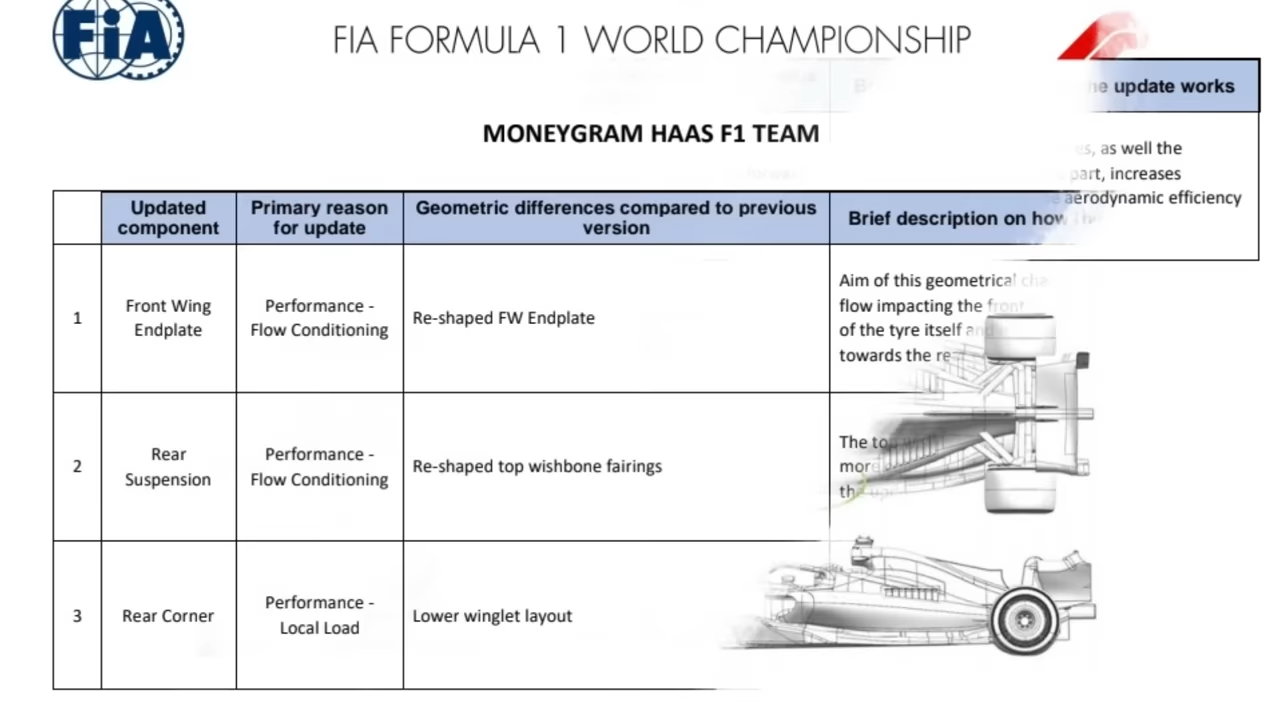 FiA
FIA FORMULA 1 WORLD CHAMPIONSHIP
update works
MONEYGRAM HAAS F1 TEAM
as well the
part, increases
aerodynamic efficiency
Updated
component
Primary reason
for update
Geometric differences compared to previous
version
Brief description on how
1
Front Wing
Endplate
Performance -
Flow Conditioning
Re-shaped FW Endplate
Aim of this geometrical
flow impacting the front
of the tyre itself
towards the
2
Rear
Suspension
Performance -
Flow Conditioning
Re-shaped top wishbone fairings
The top
3
Rear Corner
Performance -
Local Load
Lower winglet layout